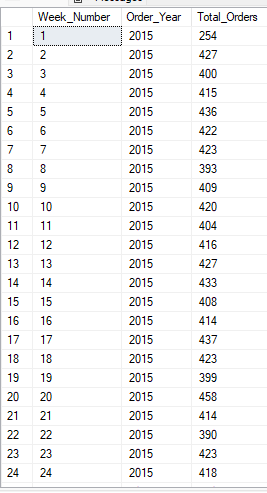 Messages
Week_Number Order_Year Total_Orders
1 1 2015 254
2 2 2015 427
3 3 2015 400
4 4 2015 415
5 5 2015 436
6 6 2015 422
7 7 2015 423
8 8 2015 393
9 9 2015 409
10 10 2015 420
11 11 2015 404
12 12 2015 416
13 13 2015 427
14 14 2015 433
15 15 2015 408
16 16 2015 414
17 17 2015 437
18 18 2015 423
19 19 2015 399
20 20 2015 458
21 21 2015 414
22 22 2015 390
23 23 2015 423
24 24 2015 418